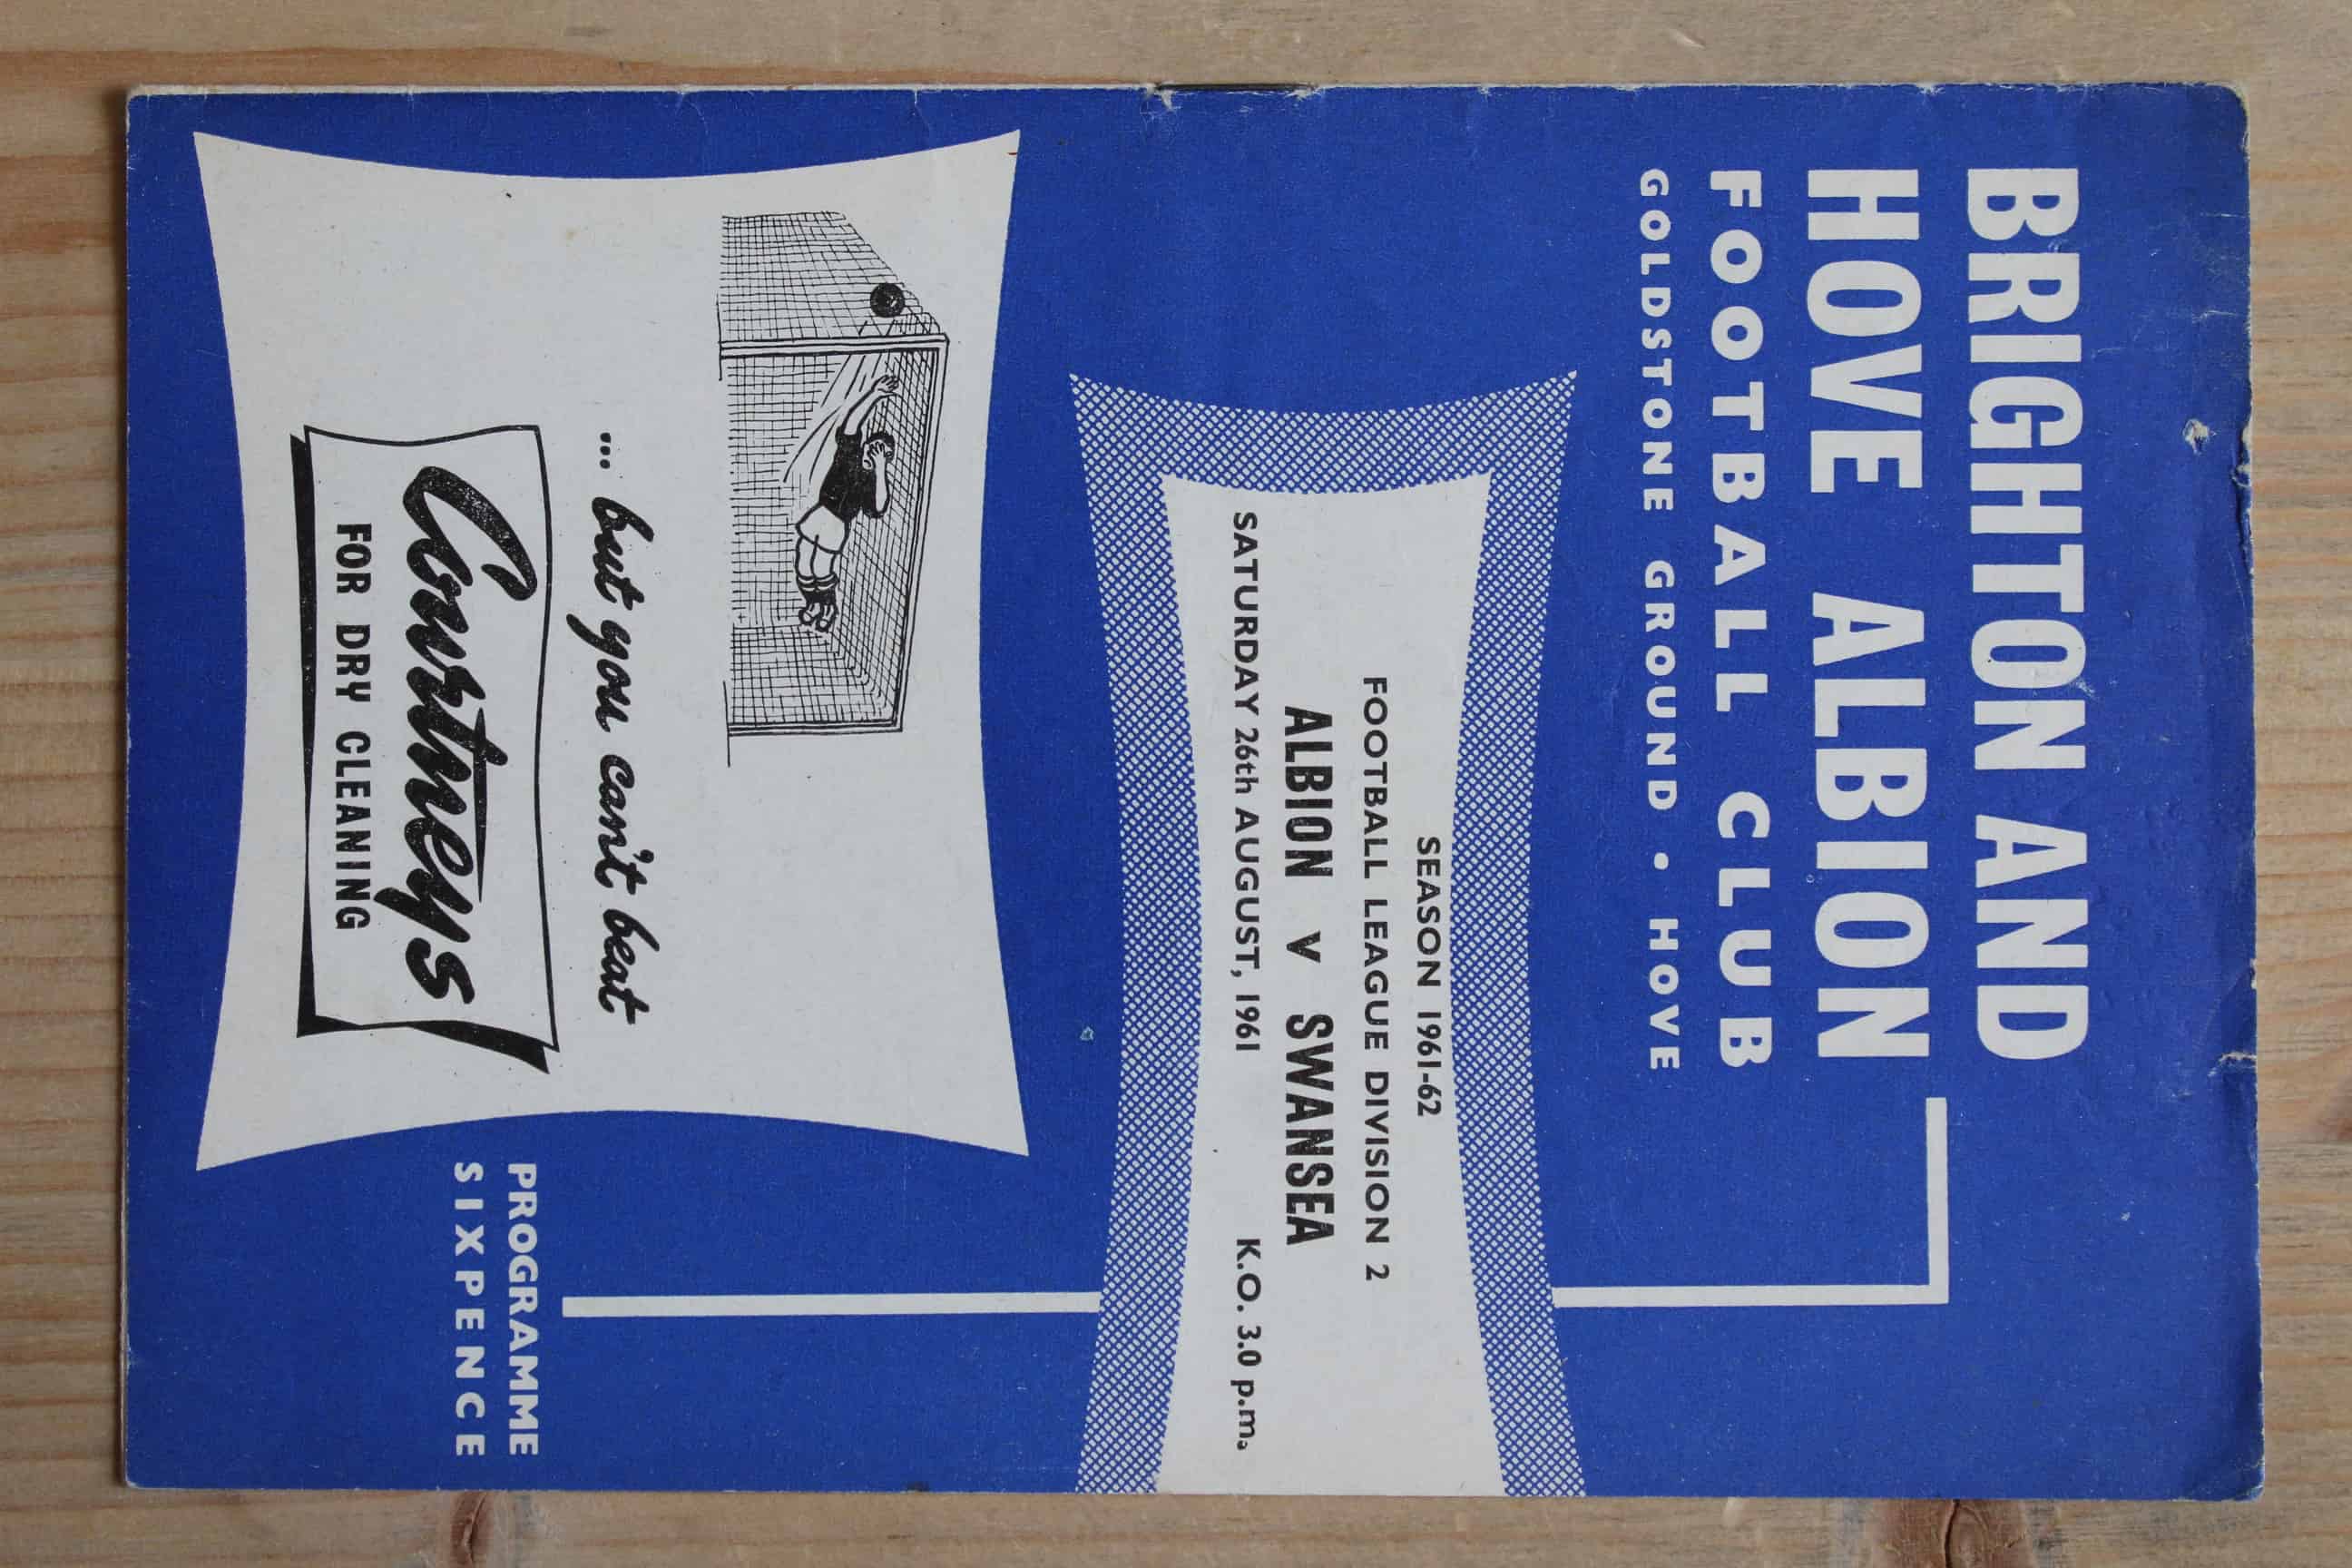 BRIGHTON AND
HOVE ALBION
FOOTBALL CLUB
GOLDSTONE GROUND • HOVE
SEASON 1961-62
FOOTBALL LEAGUE DIVISION 2
ALBION v SWANSEA
SATURDAY 26th AUGUST, 1961 K.O. 3.0 p.m.
... but you can't beat
Courtneys
FOR DRY CLEANING
PROGRAMME
SIXPENCE